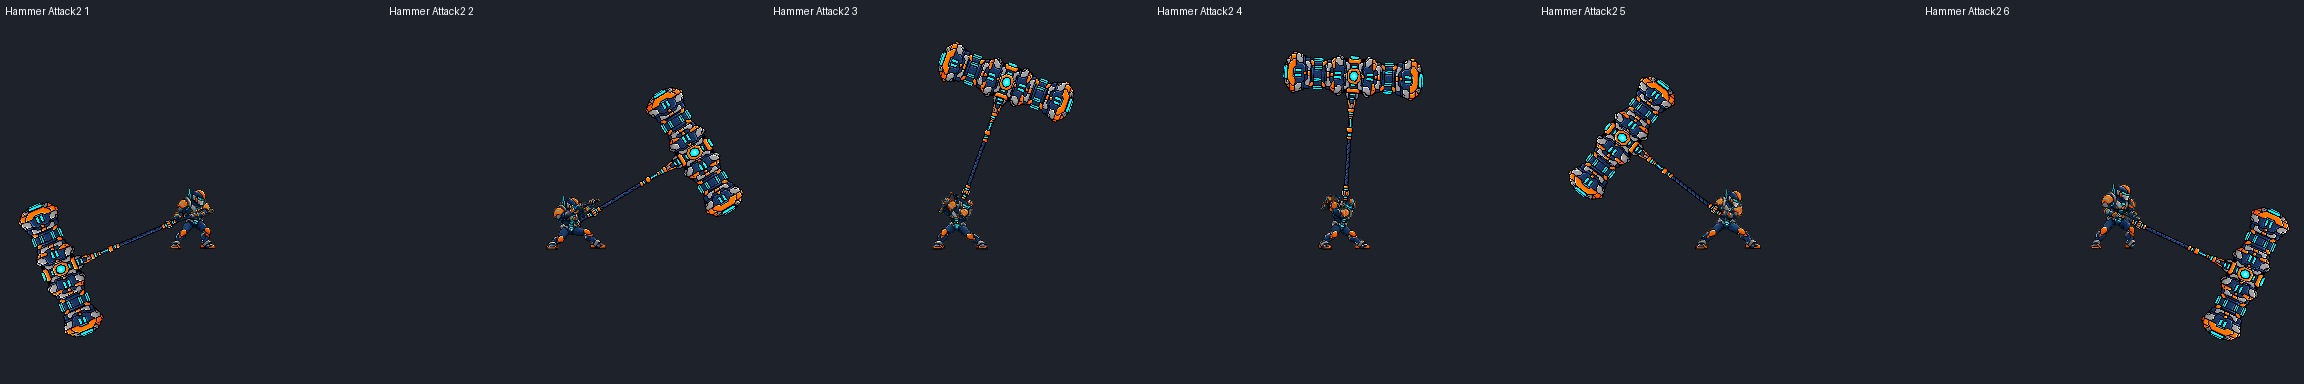 Hammer Attack2 1
Hammer Attack2 2
Hammer Attack2 3
Hammer Attack2 4
Hammer Attack2 5
Hammer Attack2 6